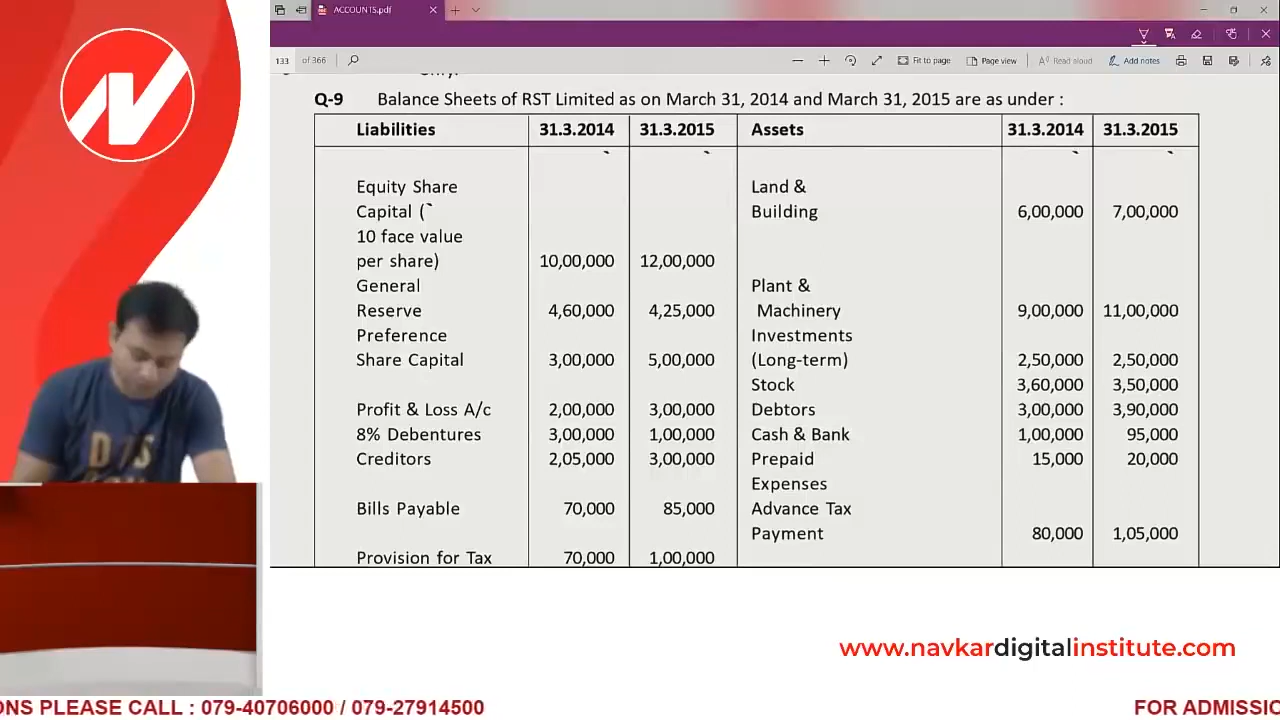 ACCOUNTS.pdf
133 of 366
Fit to page Page view Read aloud Add notes
Only.
Q-9 Balance Sheets of RST Limited as on March 31, 2014 and March 31, 2015 are as under :
Liabilities 31.3.2014 31.3.2015 Assets 31.3.2014 31.3.2015
` ` ` `
Equity Share Land &
Capital (` Building 6,00,000 7,00,000
10 face value
per share) 10,00,000 12,00,000
General Plant &
Reserve 4,60,000 4,25,000 Machinery 9,00,000 11,00,000
Preference Investments
Share Capital 3,00,000 5,00,000 (Long-term) 2,50,000 2,50,000
Stock 3,60,000 3,50,000
Profit & Loss A/c 2,00,000 3,00,000 Debtors 3,00,000 3,90,000
8% Debentures 3,00,000 1,00,000 Cash & Bank 1,00,000 95,000
Creditors 2,05,000 3,00,000 Prepaid 15,000 20,000
Expenses
Bills Payable 70,000 85,000 Advance Tax
Payment 80,000 1,05,000
Provision for Tax 70,000 1,00,000
www.navkardigitalinstitute.com
ONS PLEASE CALL : 079-40706000 / 079-27914500 FOR ADMISSIO